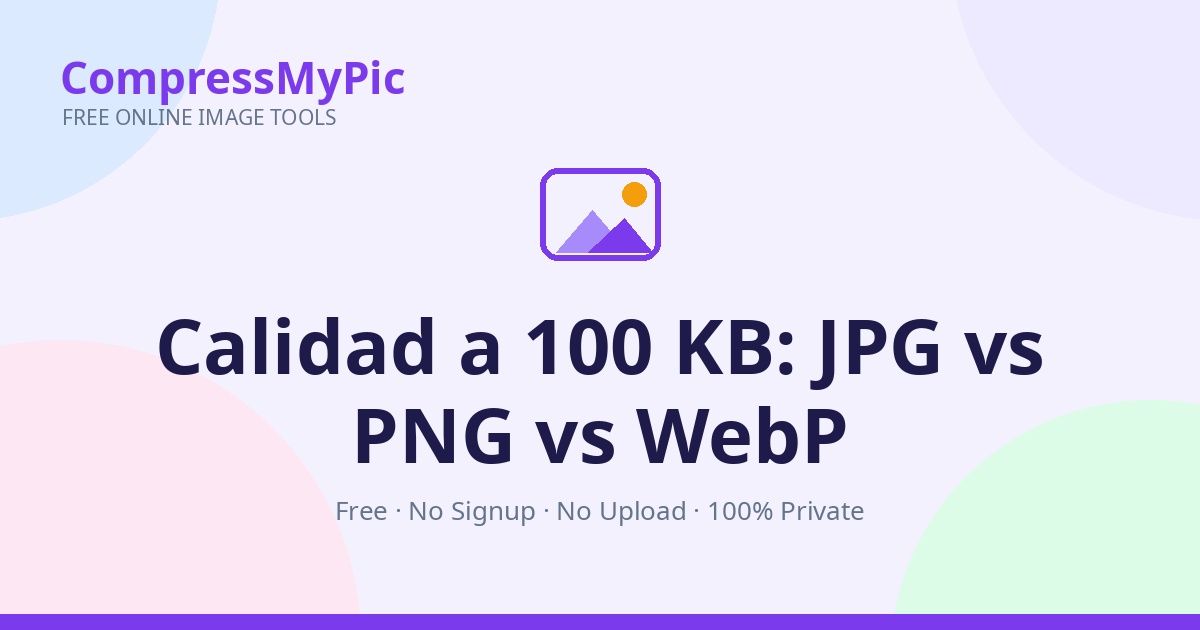 CompressMyPic
FREE ONLINE IMAGE TOOLS
Calidad a 100 KB: JPG vs
PNG vs WebP
Free · No Signup · No Upload · 100% Private